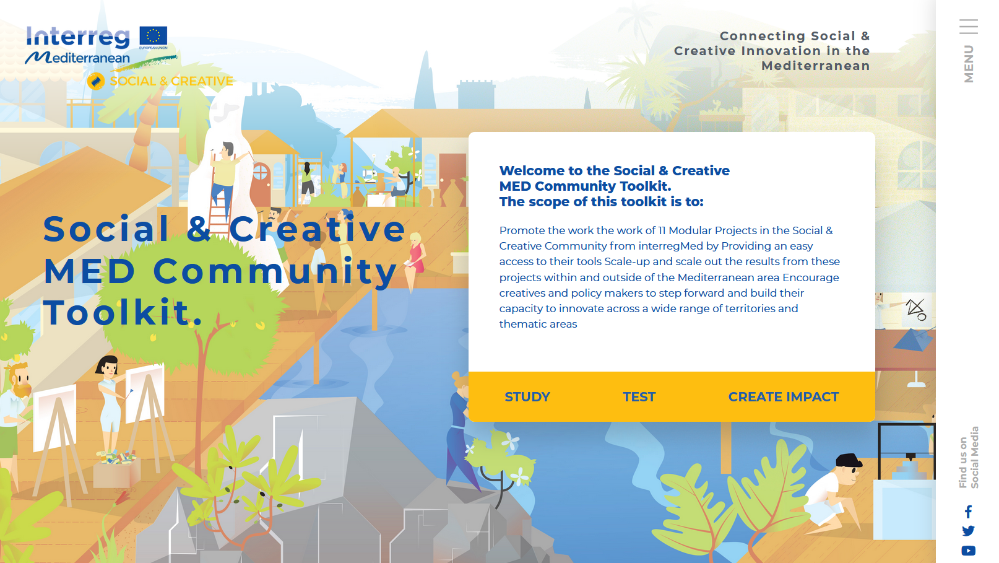 Interreg
EUROPEAN UNION
Mediterranean
SOCIAL & CREATIVE
Connecting Social &
Creative Innovation in the
Mediterranean
MENU
Social & Creative
MED Community
Toolkit.
Welcome to the Social & Creative
MED Community Toolkit.
The scope of this toolkit is to:
Promote the work the work of 11 Modular Projects in the Social &
Creative Community from interregMed by Providing an easy
access to their tools Scale-up and scale out the results from these
projects within and outside of the Mediterranean area Encourage
creatives and policy makers to step forward and build their
capacity to innovate across a wide range of territories and
thematic areas
STUDY
TEST
CREATE IMPACT
Find us on
Social Media